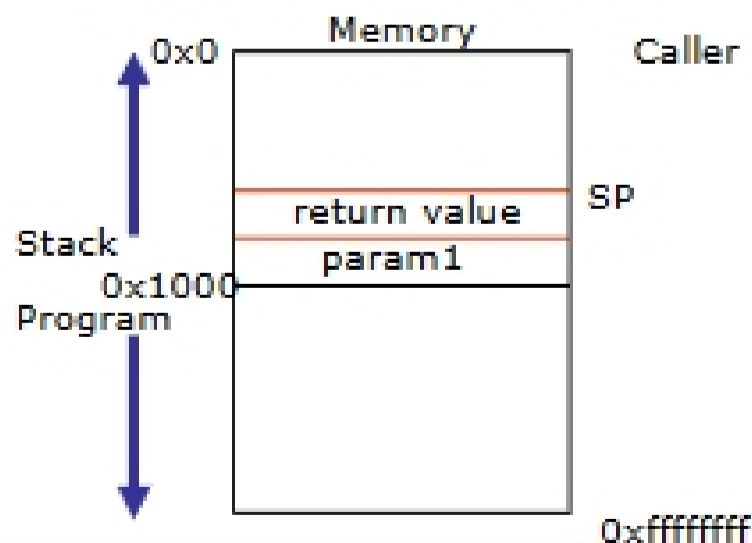 Memory
0x0
Caller
SP
return value
Stack
param1
0x1000
Program
0xffffffff